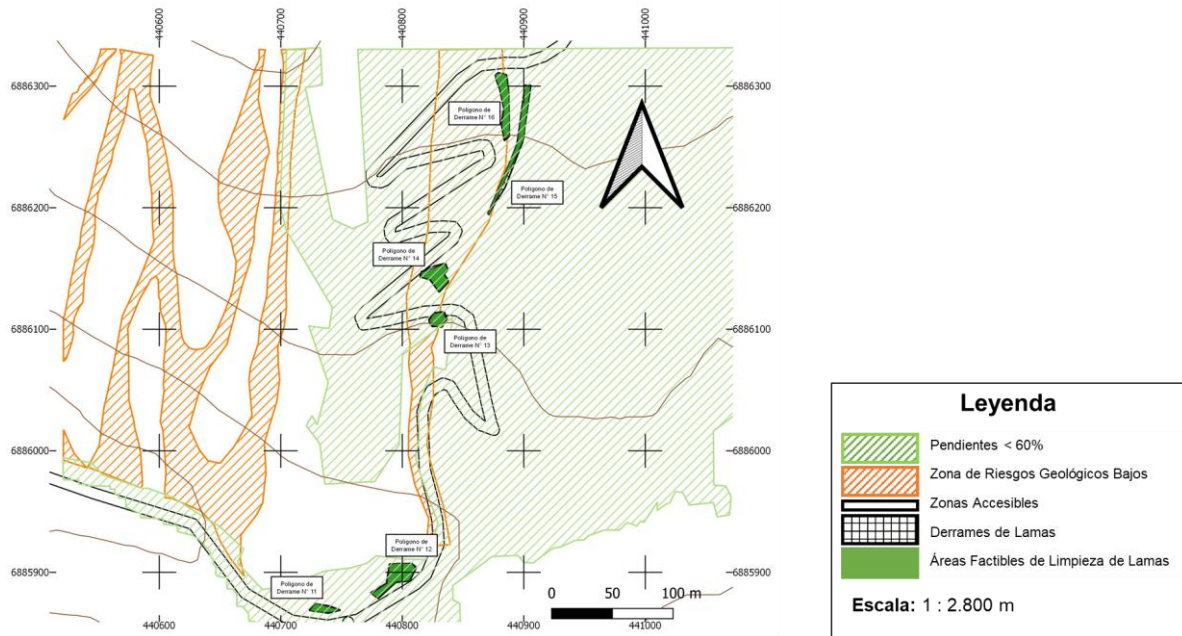 440600
440700
440800
440900
441000
6886300
6886300
Polígono de
Derrame N° 16
Polígono de
Derrame N° 15
6886200
6886200
Polígono de
Derrame N° 14
6886100
6886100
Polígono de
Derrame N° 13
6886000
6886000
Polígono de
Derrame N° 12
6885900
6885900
Polígono de
Derrame N° 11
0 50 100 m
440600
440700
440800
440900
441000
Leyenda
Pendientes < 60%
Zona de Riesgos Geológicos Bajos
Zonas Accesibles
Derrames de Lamas
Áreas Factibles de Limpieza de Lamas
Escala: 1 : 2.800 m